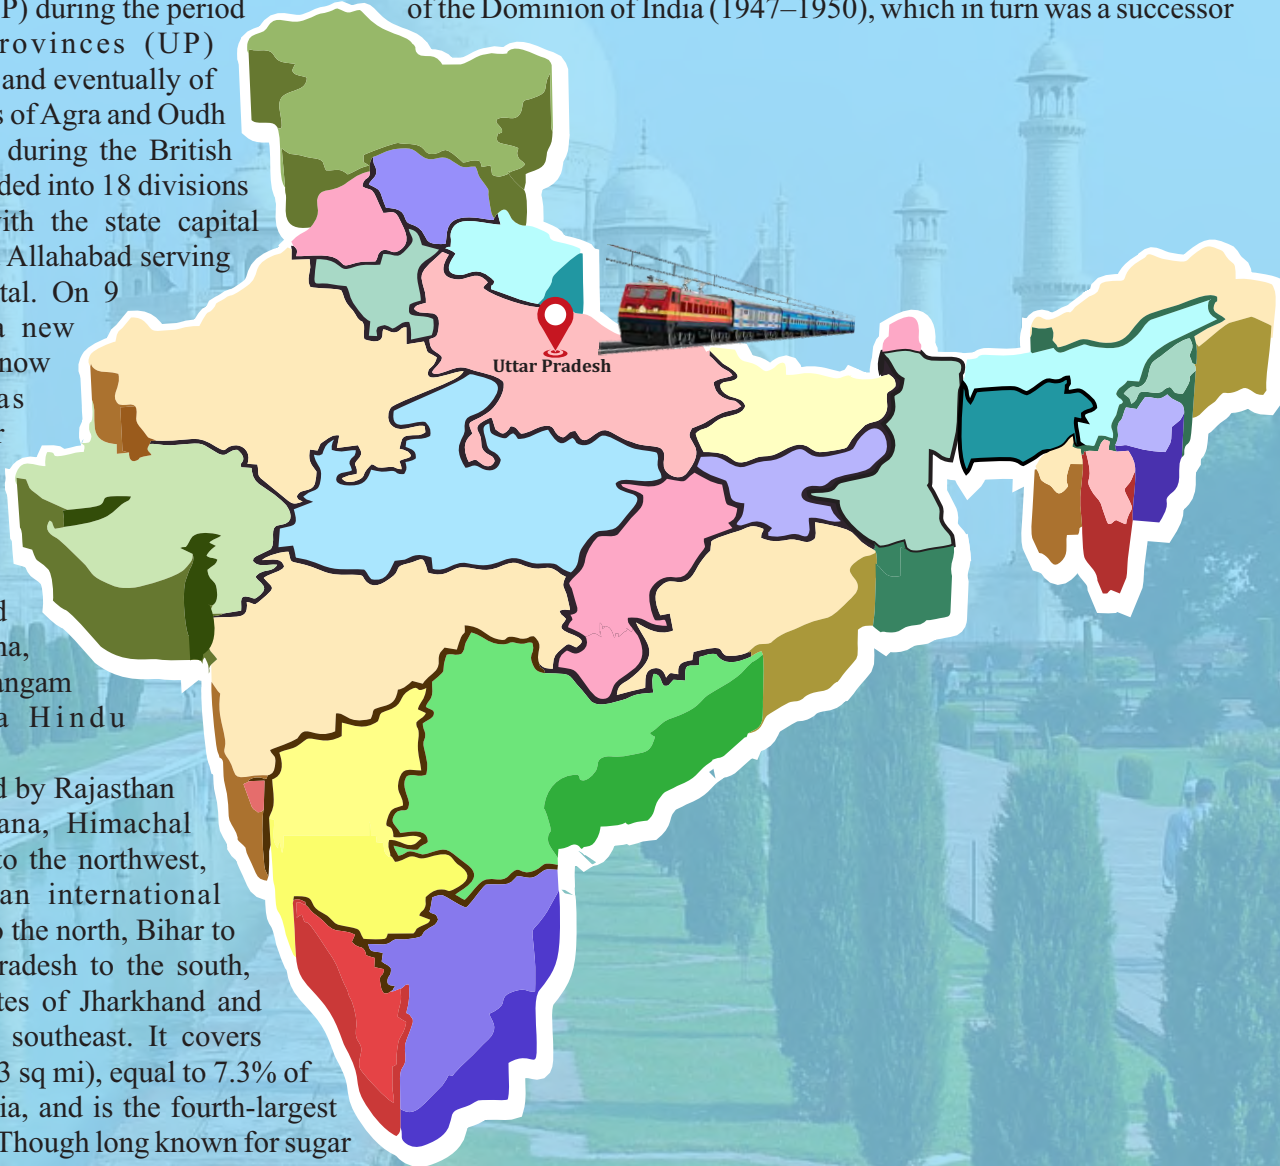 P) during the period
of the Dominion of India (1947–1950), which in turn was a successor
rovinces (UP)
and eventually of
s of Agra and Oudh
during the British
ded into 18 divisions
with the state capital
Allahabad serving
tal. On 9
a new
now
as
r
d
na,
angam
a Hindu
d by Rajasthan
ana, Himachal
to the northwest,
an international
o the north, Bihar to
radesh to the south,
tes of Jharkhand and
southeast. It covers
3 sq mi), equal to 7.3% of
ia, and is the fourth-largest
Though long known for sugar
Uttar Pradesh